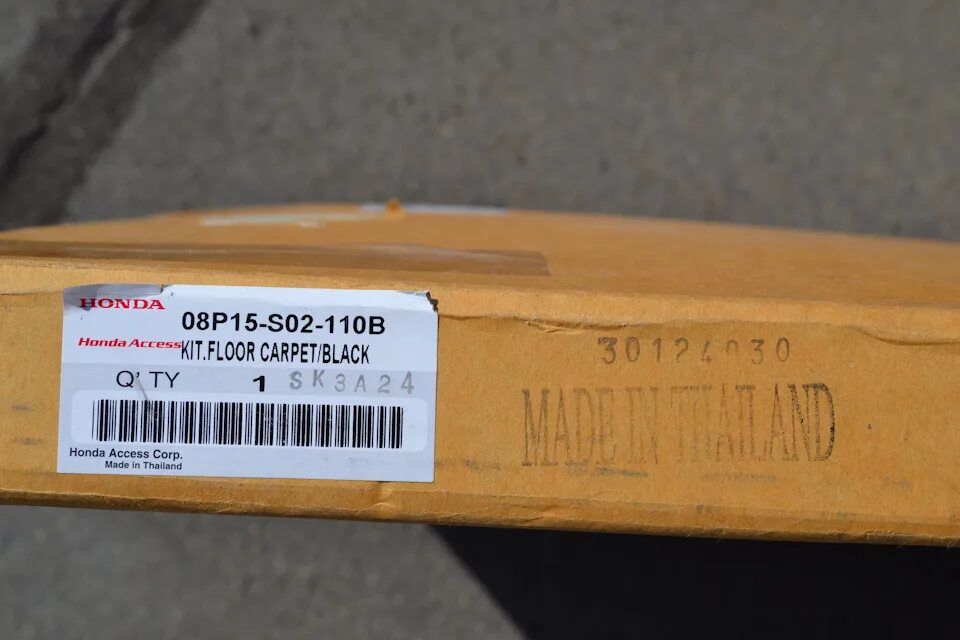 HONDA
08P15-S02-110B
Honda Access
KIT.FLOOR CARPET/BLACK
Q' TY 1 SK3A24
Honda Access Corp.
Made in Thailand
30124030
MADE IN THAILAND